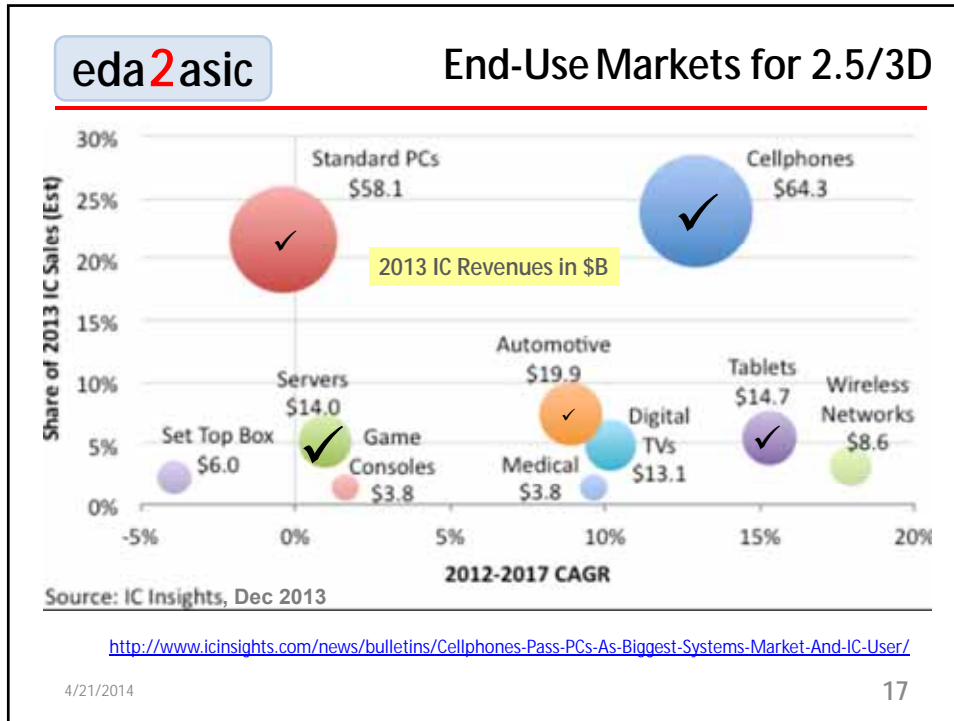 eda2asic
End-Use Markets for 2.5/3D
30%
25%
20%
15%
10%
5%
0%
Share of 2013 IC Sales (Est)
Standard PCs
$58.1
Cellphones
$64.3
2013 IC Revenues in $B
Automotive
$19.9
Servers
$14.0
Tablets
$14.7
Wireless
Networks
$8.6
Set Top Box
$6.0
Game
Consoles
$3.8
Medical
$3.8
Digital
TVs
$13.1
-5%
0%
5%
10%
15%
20%
2012-2017 CAGR
Source: IC Insights, Dec 2013
http://www.icinsights.com/news/bulletins/Cellphones-Pass-PCs-As-Biggest-Systems-Market-And-IC-User/
4/21/2014
17